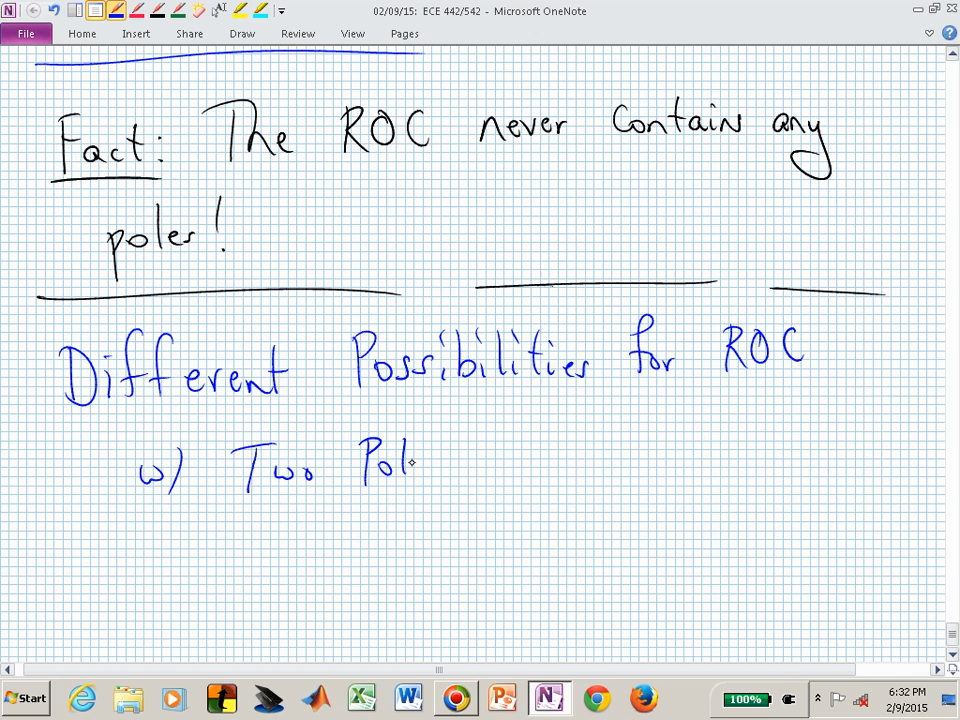 02/09/15: ECE 442/542 - Microsoft OneNote
File Home Insert Share Draw Review View Pages
Fact: The ROC never contain any
poles!
Different Possibilities for ROC
w/ Two Pol
Start 100% 6:32 PM
2/9/2015